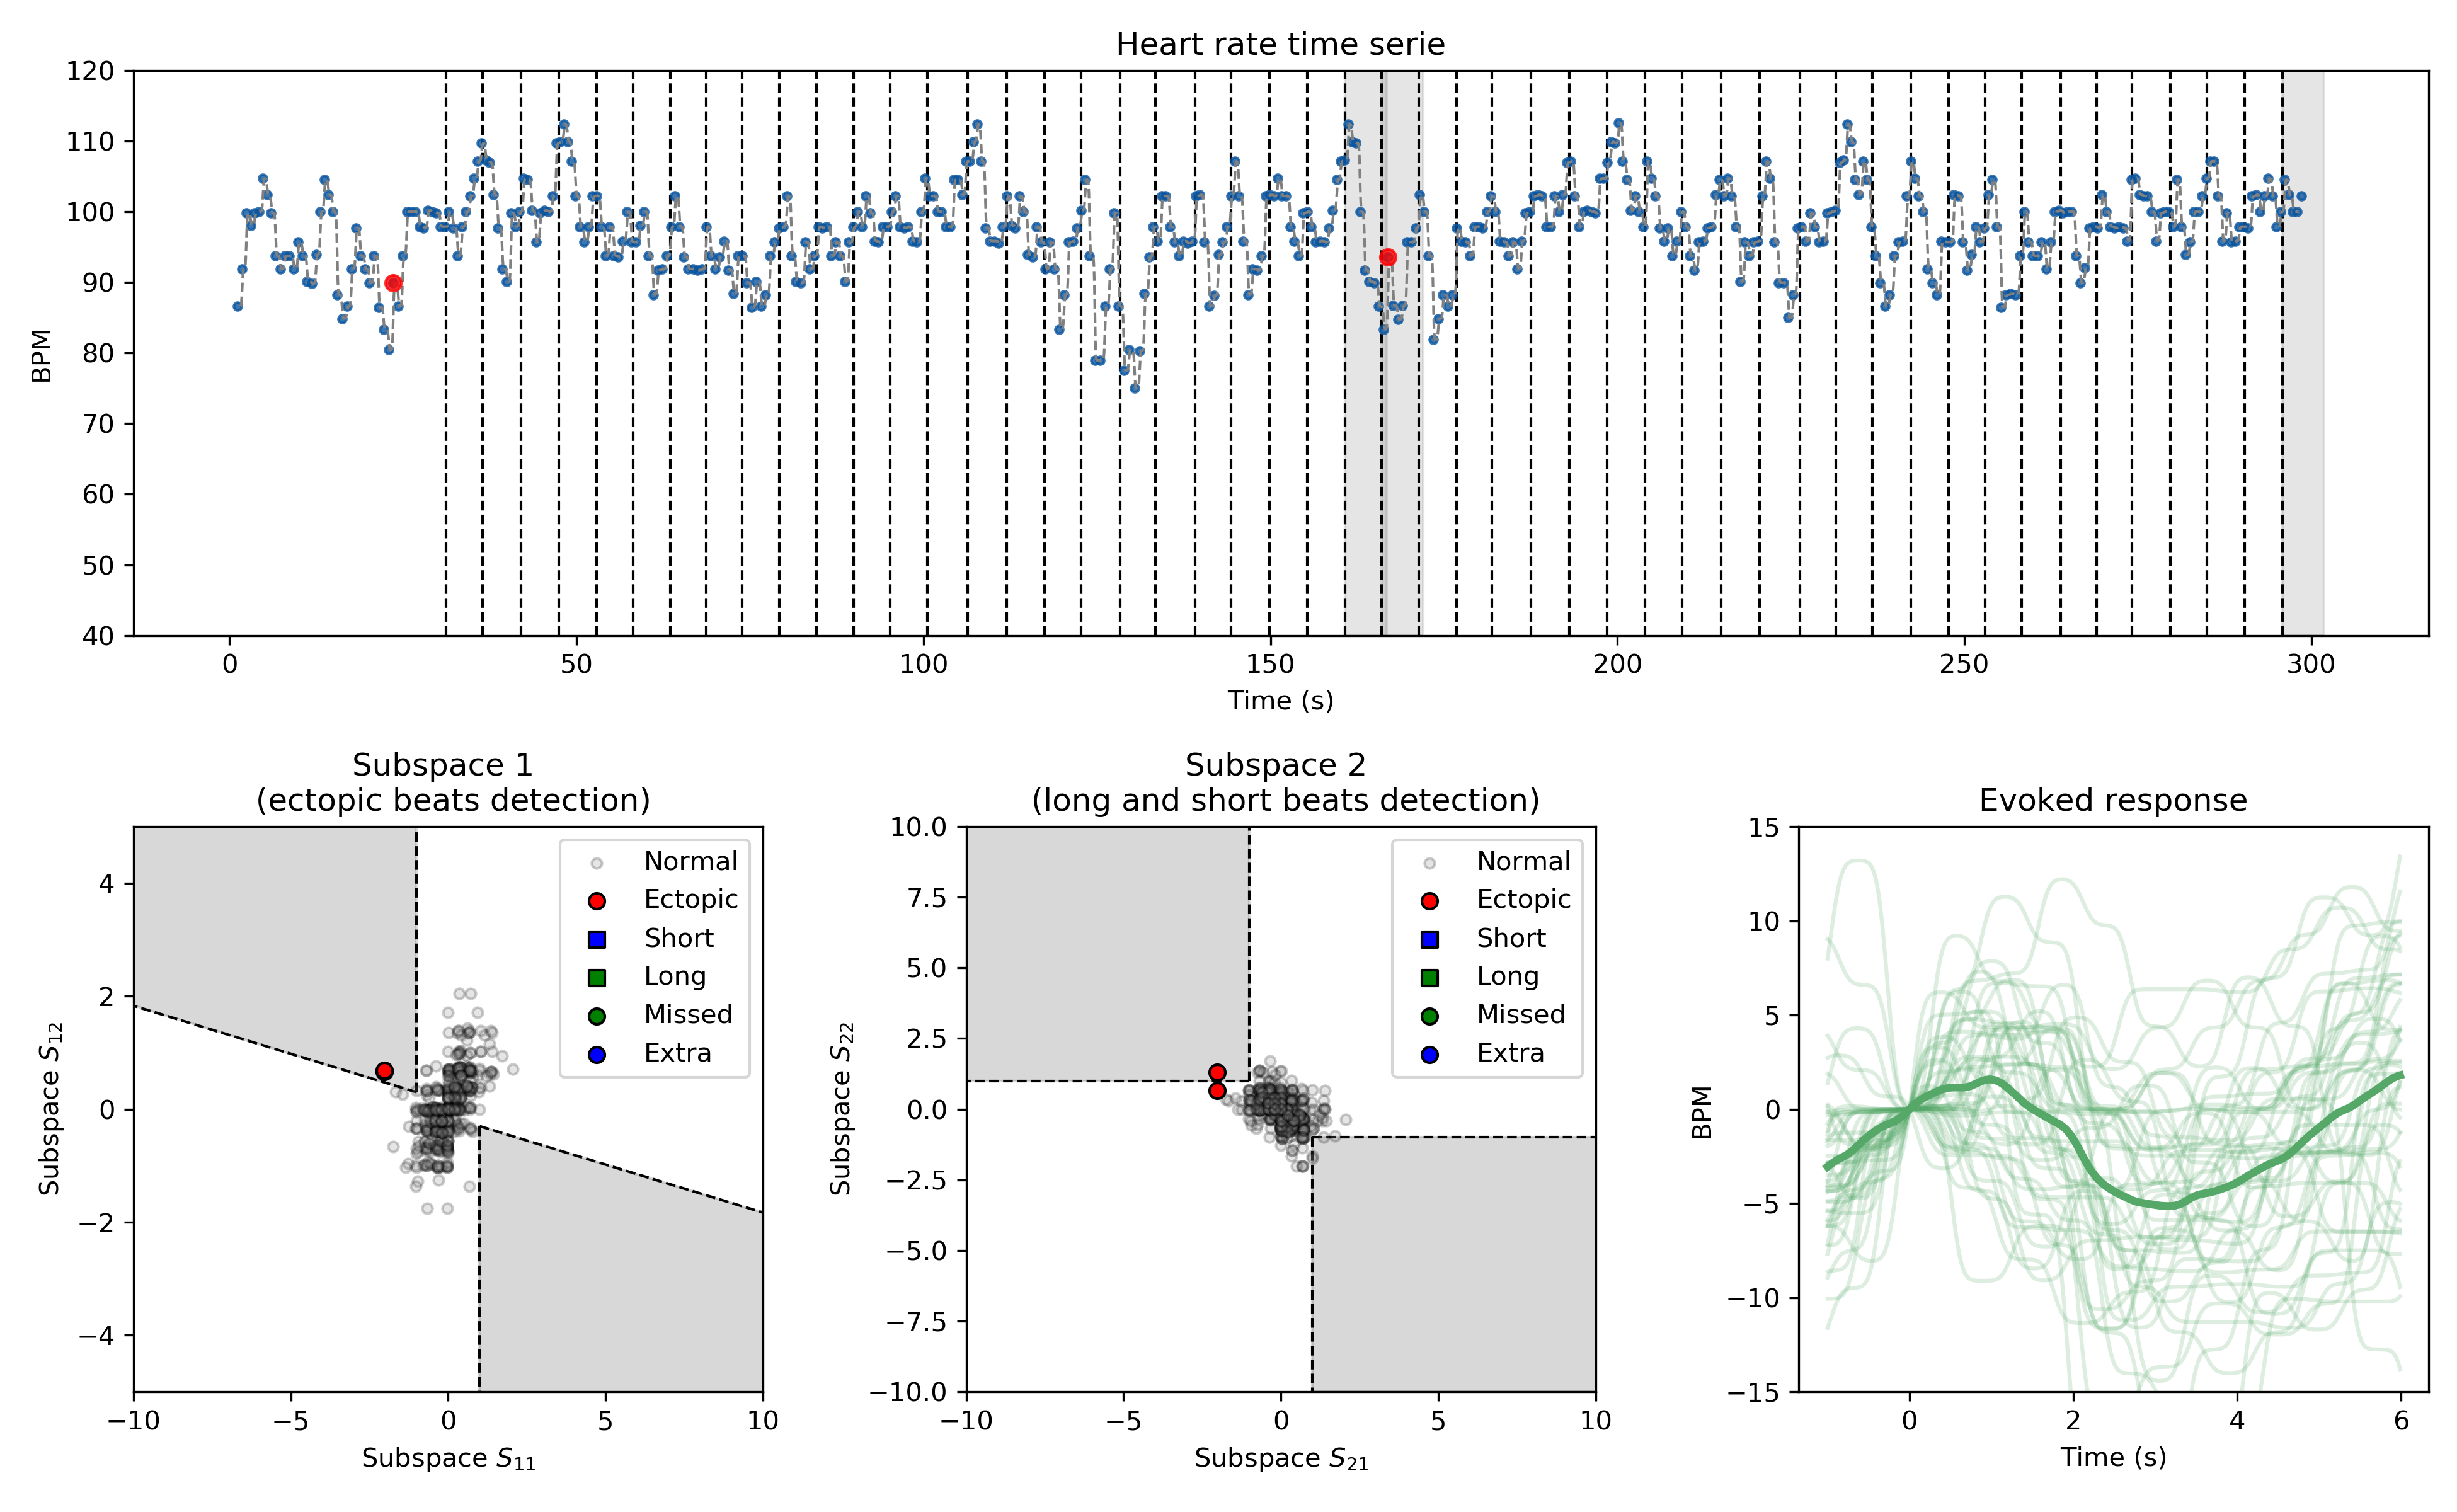 Heart rate time serie
120
110
100
90
80
70
60
50
40
BPM
0 50 100 150 200 250 300
Time (s)
Subspace 1
(ectopic beats detection)
4
2
0
−2
−4
Subspace S12
Normal
Ectopic
Short
Long
Missed
Extra
−10 −5 0 5 10
Subspace S11
Subspace 2
(long and short beats detection)
10.0
7.5
5.0
2.5
0.0
−2.5
−5.0
−7.5
−10.0
Subspace S22
Normal
Ectopic
Short
Long
Missed
Extra
−10 −5 0 5 10
Subspace S21
Evoked response
15
10
5
0
−5
−10
−15
BPM
0 2 4 6
Time (s)